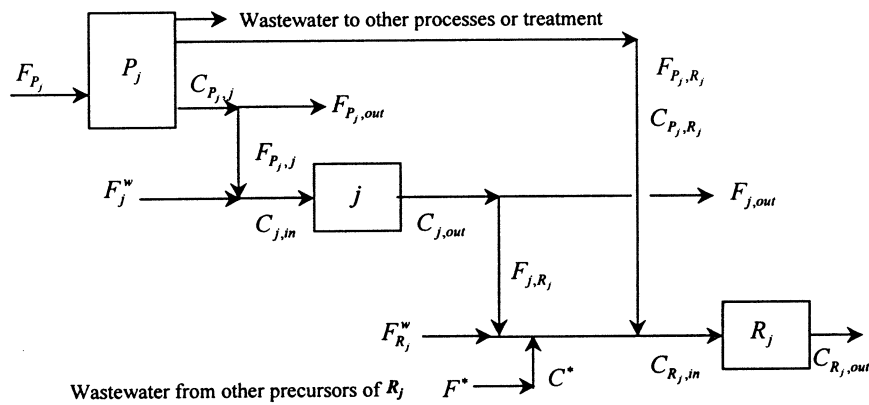 Wastewater to other processes or treatment
P_j
F_{P_j}
C_{P_j,j}
F_{P_j,out}
F_{P_j,R_j}
C_{P_j,R_j}
F_{P_j,j}
F_j^w
j
F_{j,out}
C_{j,in}
C_{j,out}
F_{j,R_j}
F_{R_j}^w
R_j
C_{R_j,in}
C_{R_j,out}
Wastewater from other precursors of R_j F^* C^*